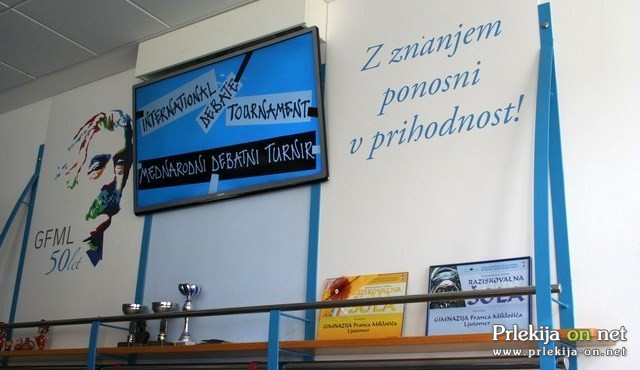 INTERNATIONAL
DEBATE
TOURNAMENT
MEDNARODNI DEBATNI TURNIR
Z znanjem
ponosni
v prihodnost!
GFML
50 let
RAZISKOVALNA
ŠOLA
GIMNAZIJA Franca Miklošiča
Ljutomer
RAZISKOVALNA
ŠOLA
GIMNAZIJA Franca Miklošiča
Ljutomer
Prlekija on net
www.prlekija-on.net